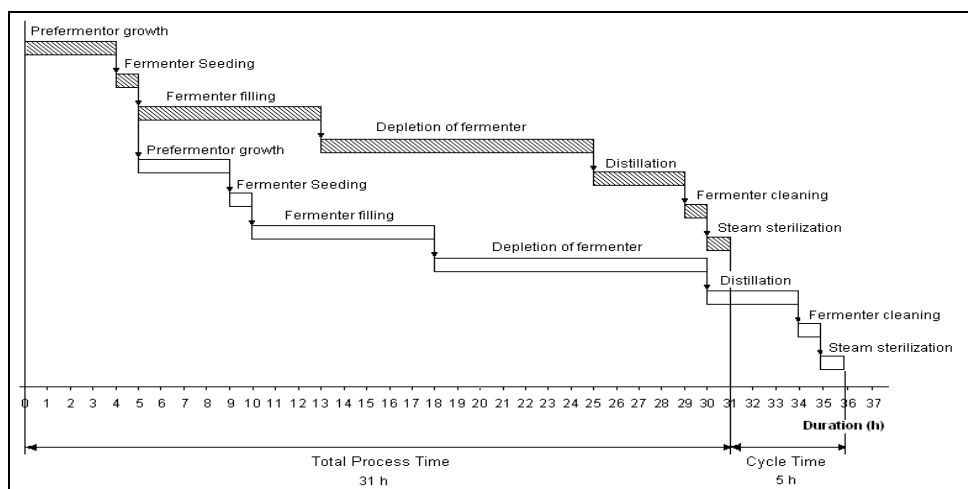 Prefermentor growth
Fermenter Seeding
Fermenter filling
Depletion of fermenter
Prefermentor growth
Distillation
Fermenter Seeding
Fermenter cleaning
Fermenter filling
Steam sterilization
Depletion of fermenter
Distillation
Fermenter cleaning
Steam sterilization
0 1 2 3 4 5 6 7 8 9 10 11 12 13 14 15 16 17 18 19 20 21 22 23 24 25 26 27 28 29 30 31 32 33 34 35 36 37
Duration (h)
Total Process Time
31 h
Cycle Time
5 h